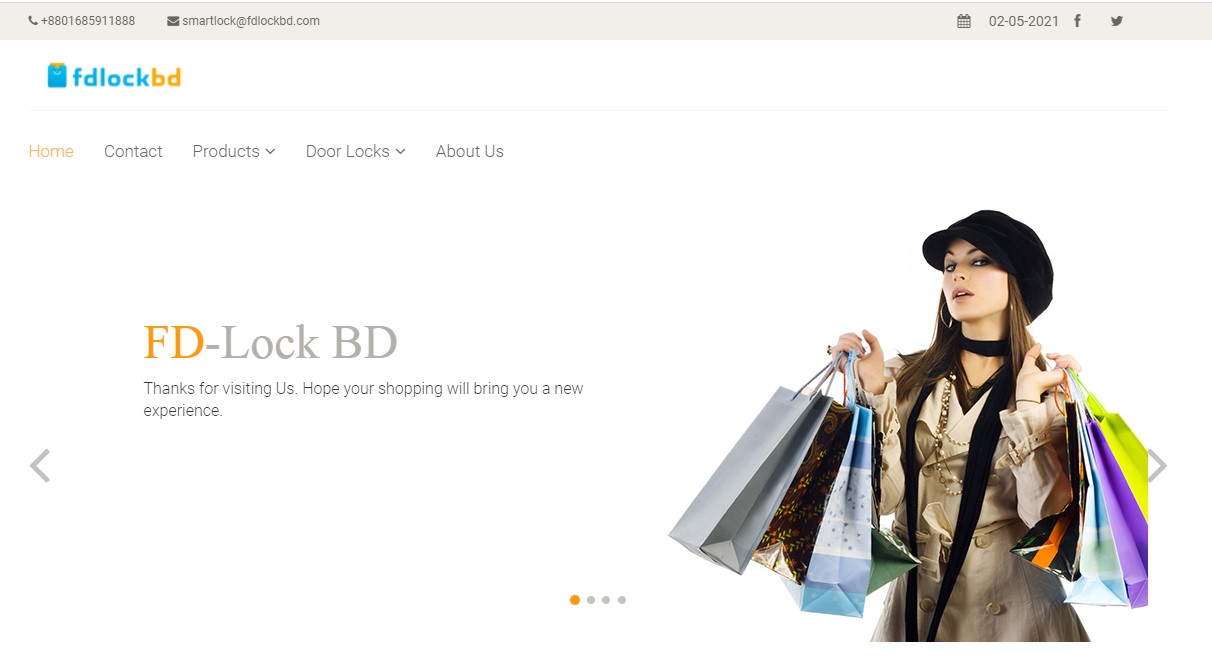 +8801685911888 smartlock@fdlockbd.com 02-05-2021
fdlockbd
Home Contact Products Door Locks About Us
FD-Lock BD
Thanks for visiting Us. Hope your shopping will bring you a new
experience.